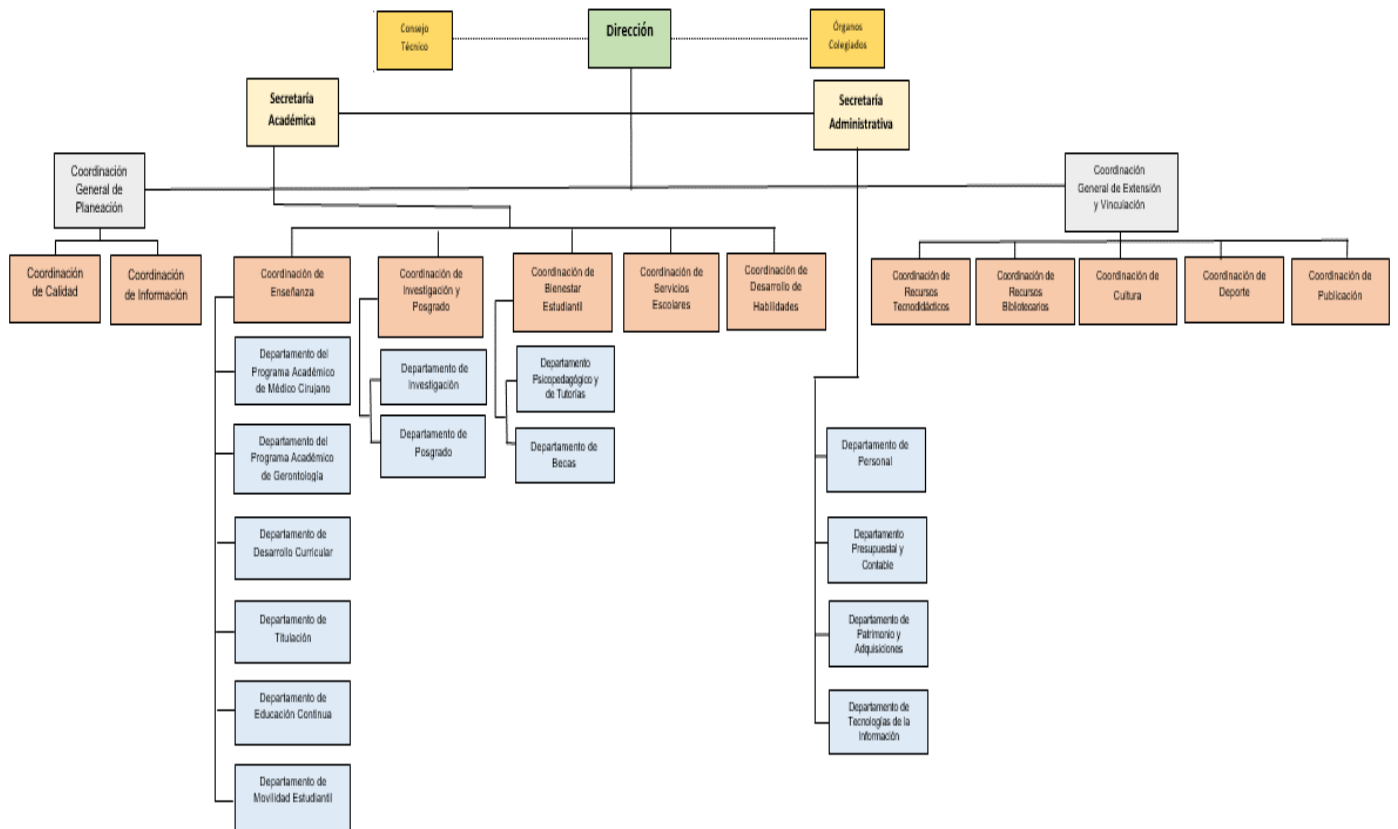 Consejo
Técnico
Dirección
Órganos
Colegiados
Secretaría
Académica
Secretaría
Administrativa
Coordinación
General de
Planeación
Coordinación
General de Extensión
y Vinculación
Coordinación
de Calidad
Coordinación
de Información
Coordinación de
Enseñanza
Coordinación de
Investigación y
Posgrado
Coordinación de
Bienestar
Estudiantil
Coordinación de
Servicios
Escolares
Coordinación de
Desarrollo de
Habilidades
Coordinación de
Recursos
Tecnodidácticos
Coordinación de
Recursos
Bibliotecarios
Coordinación de
Cultura
Coordinación de
Deporte
Coordinación de
Publicación
Departamento del
Programa Académico
de Médico Cirujano
Departamento de
Investigación
Departamento
Psicopedagógico y
de Tutorías
Departamento del
Programa Académico
de Gerontología
Departamento de
Posgrado
Departamento de
Becas
Departamento de
Personal
Departamento de
Desarrollo Curricular
Departamento
Presupuestal y
Contable
Departamento de
Titulación
Departamento de
Patrimonio y
Adquisiciones
Departamento de
Educación Continua
Departamento de
Tecnologías de la
Información
Departamento de
Movilidad Estudiantil